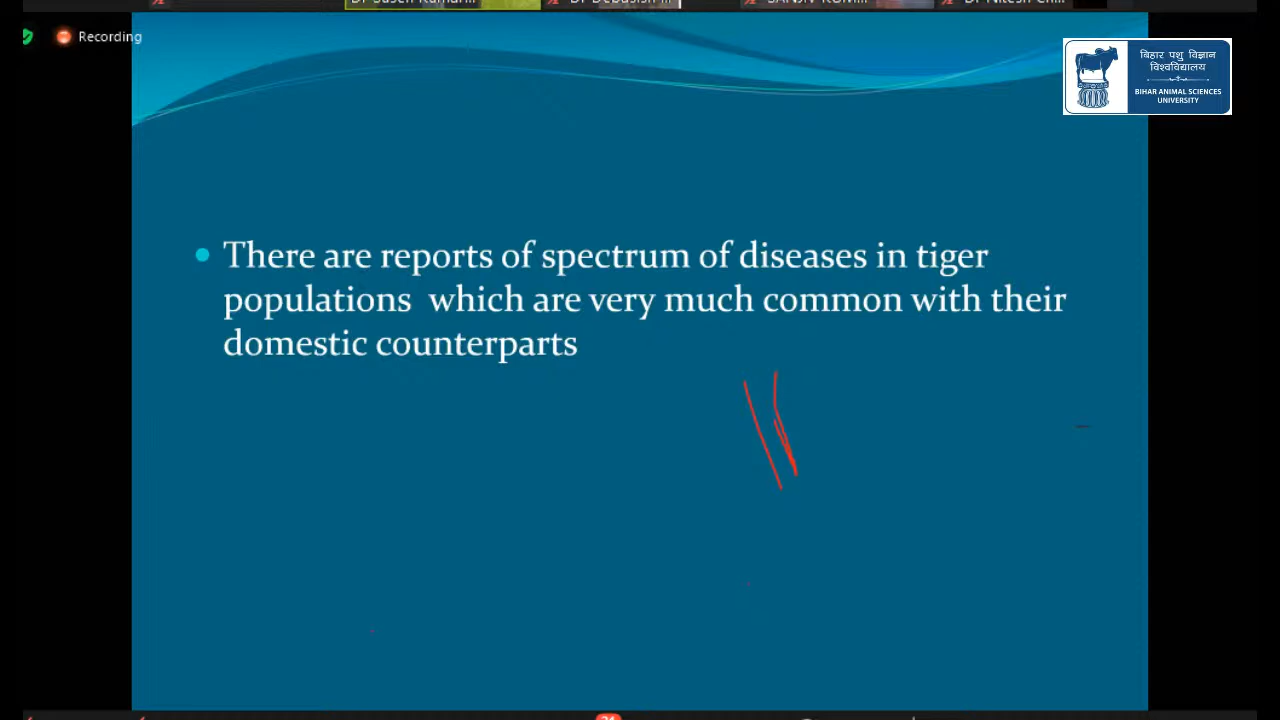 Recording
बिहार पशु विज्ञान
विश्वविद्यालय
BIHAR ANIMAL SCIENCES
UNIVERSITY
• There are reports of spectrum of diseases in tiger
populations which are very much common with their
domestic counterparts